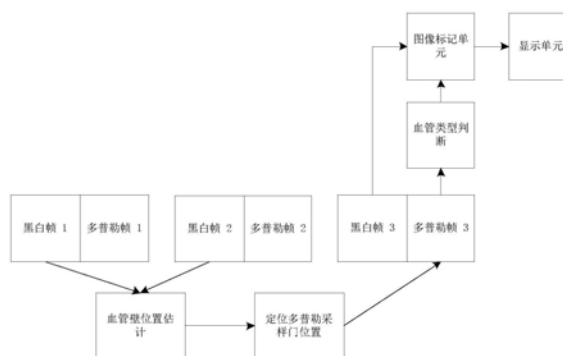 图像标记单
元
显示单元
血管类型判
断
黑白帧 1
多普勒帧 1
黑白帧 2
多普勒帧 2
黑白帧 3
多普勒帧 3
血管壁位置估
计
定位多普勒采
样门位置